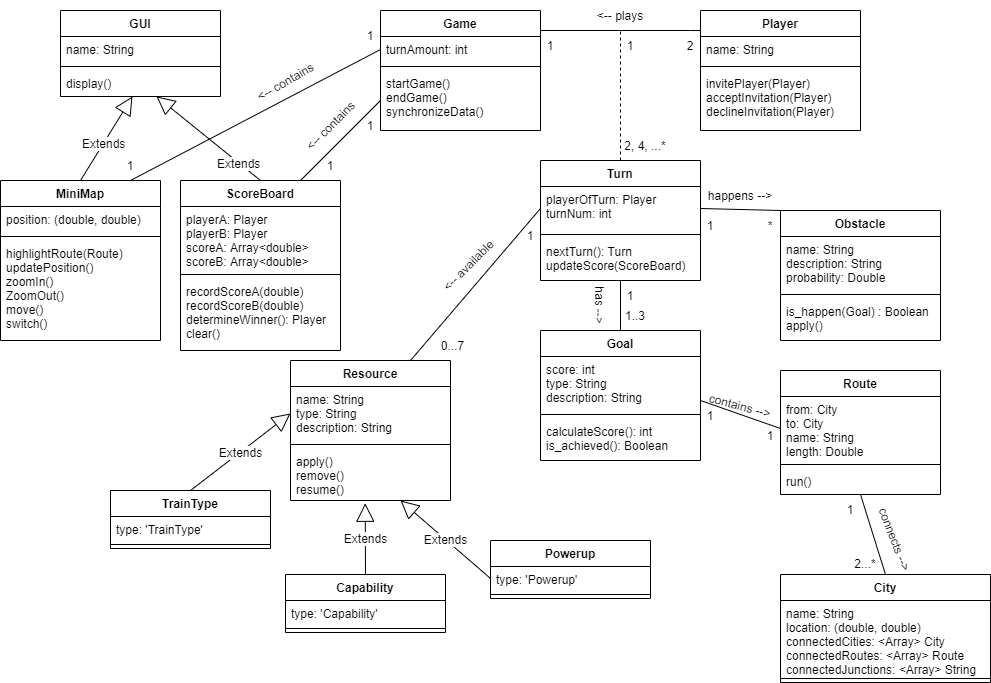 GUI
name: String
display()
Game
turnAmount: int
startGame()
endGame()
synchronizeData()
<-- plays
1
1
2
Player
name: String
invitePlayer(Player)
acceptInvitation(Player)
declineInvitation(Player)
1
<-- contains
<-- contains
1
Extends
Extends
1
1
2, 4, ...*
MiniMap
position: (double, double)
highlightRoute(Route)
updatePosition()
zoomIn()
ZoomOut()
move()
switch()
ScoreBoard
playerA: Player
playerB: Player
scoreA: Array<double>
scoreB: Array<double>
recordScoreA(double)
recordScoreB(double)
determineWinner(): Player
clear()
Turn
playerOfTurn: Player
turnNum: int
nextTurn(): Turn
updateScore(ScoreBoard)
happens -->
1
*
Obstacle
name: String
description: String
probability: Double
is_happen(Goal) : Boolean
apply()
1
<-- available
0...7
has -->
1
1..3
Goal
score: int
type: String
description: String
calculateScore(): int
is_achieved(): Boolean
contains -->
1
1
Route
from: City
to: City
name: String
length: Double
run()
Resource
name: String
type: String
description: String
apply()
remove()
resume()
Extends
TrainType
type: 'TrainType'
Extends
Extends
Capability
type: 'Capability'
Powerup
type: 'Powerup'
1
connects -->
2...*
City
name: String
location: (double, double)
connectedCities: <Array> City
connectedRoutes: <Array> Route
connectedJunctions: <Array> String